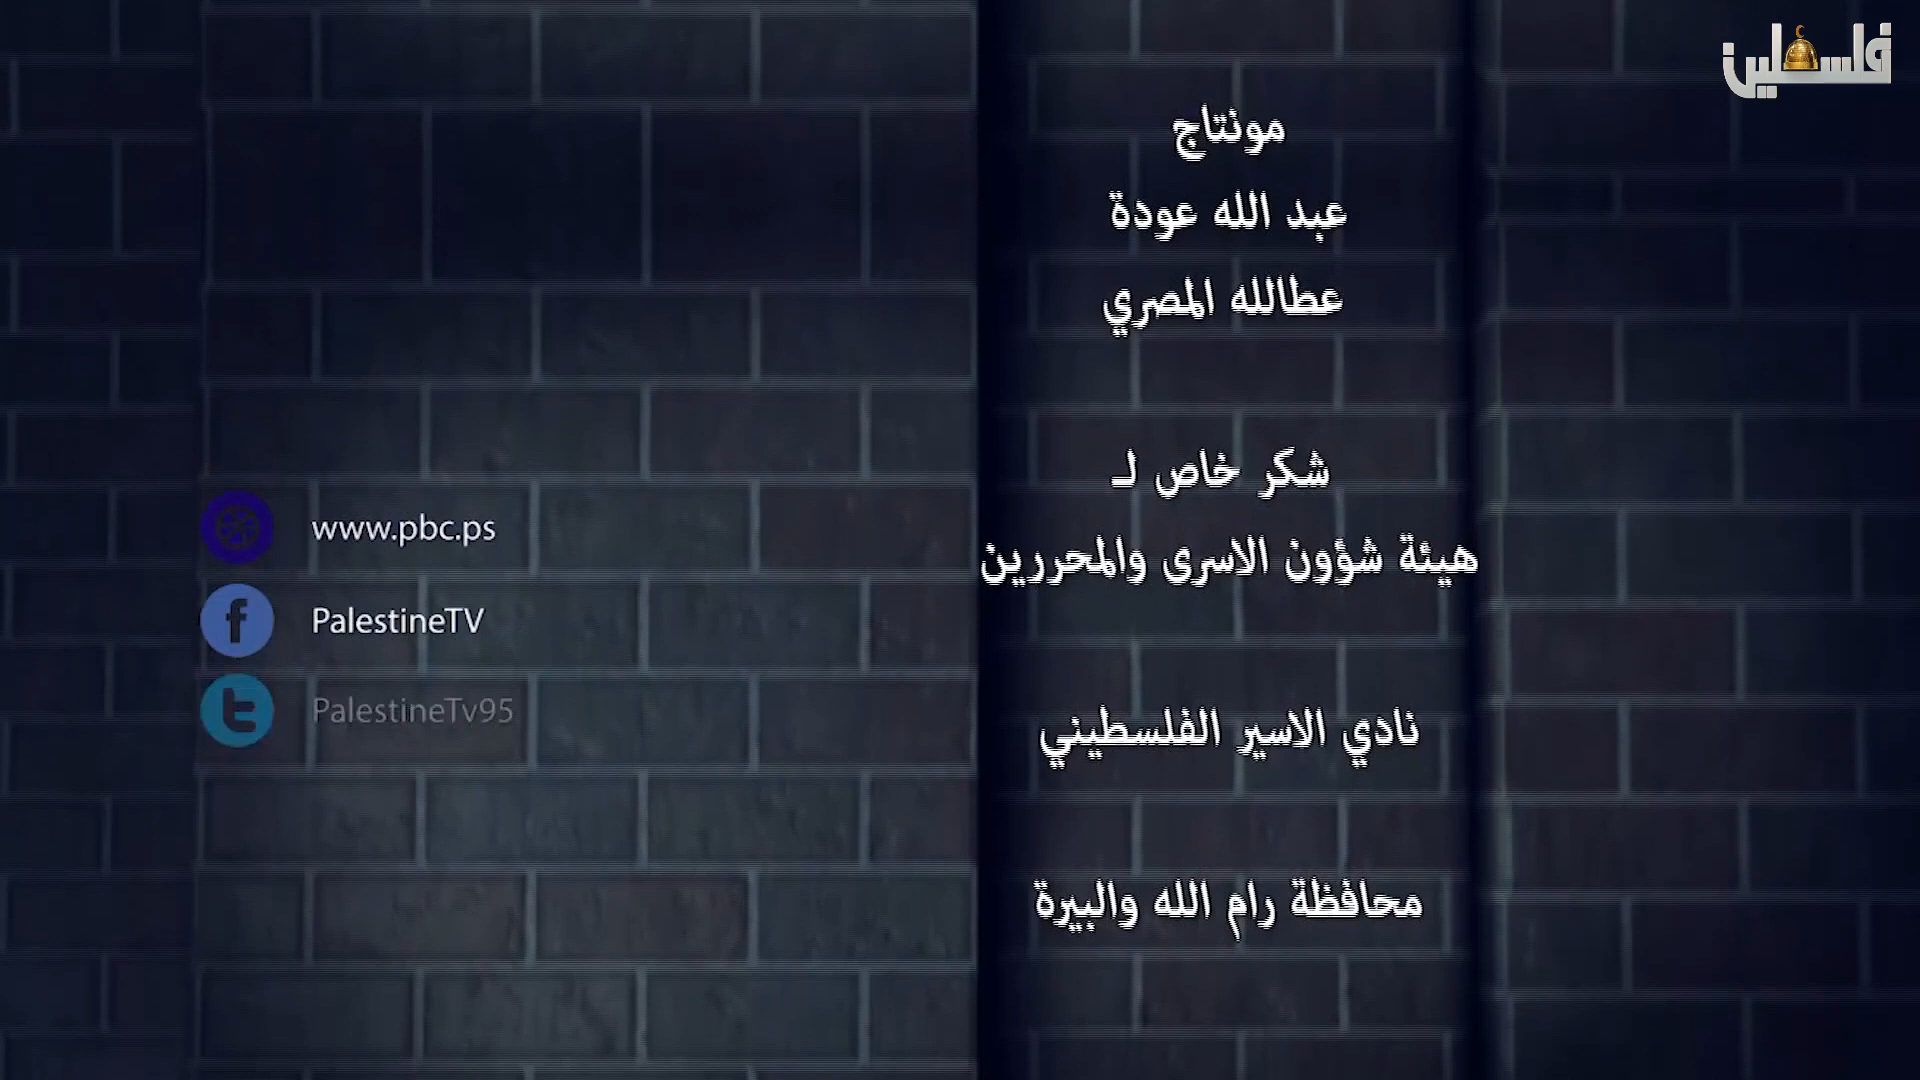 فلسطين
مونتاج
عبد الله عودة
عطالله المصري
شكر خاص لـ
هيئة شؤون الاسرى والمحررين
نادي الاسير الفلسطيني
محافظة رام الله والبيرة
www.pbc.ps
PalestineTV
PalestineTv95